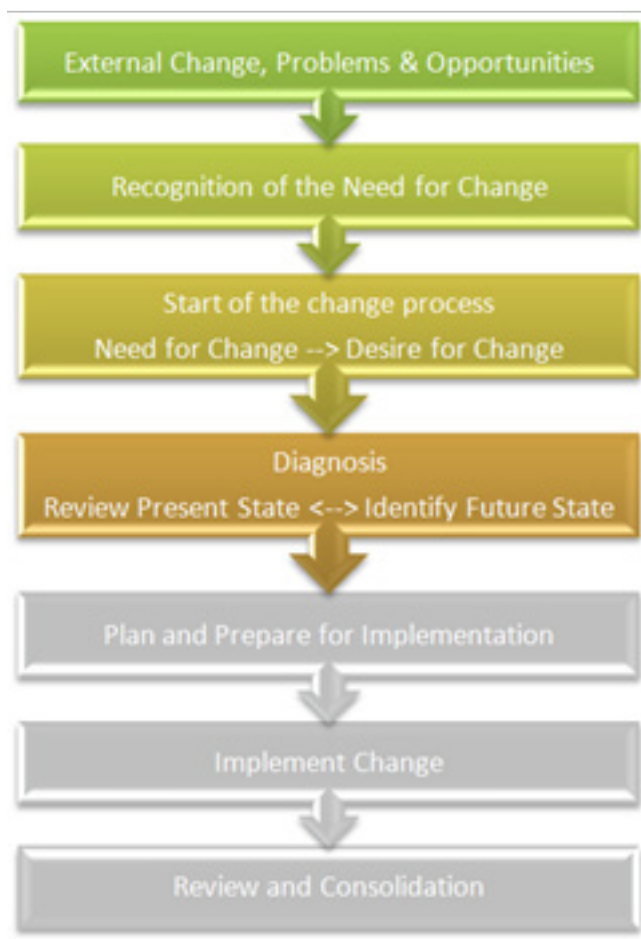 External Change, Problems & Opportunities
Recognition of the Need for Change
Start of the change process
Need for Change --> Desire for Change
Diagnosis
Review Present State <--> Identify Future State
Plan and Prepare for Implementation
Implement Change
Review and Consolidation